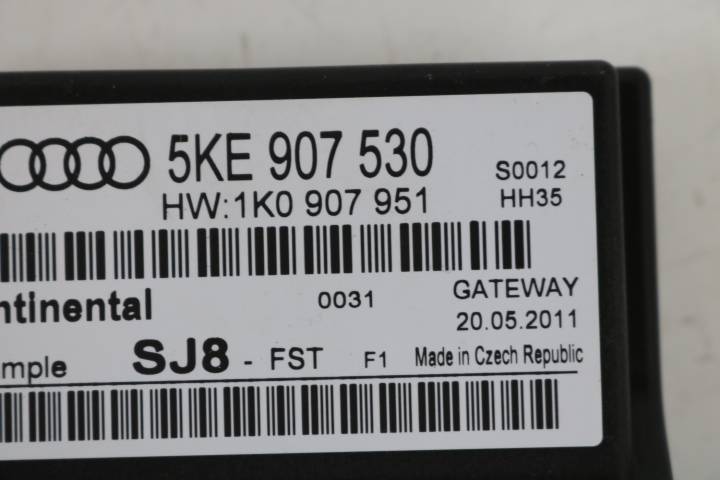 5KE 907 530
S0012
HW:1K0 907 951
HH35
ntinental 0031 GATEWAY
20.05.2011
mple SJ8 - FST F1 Made in Czech Republic